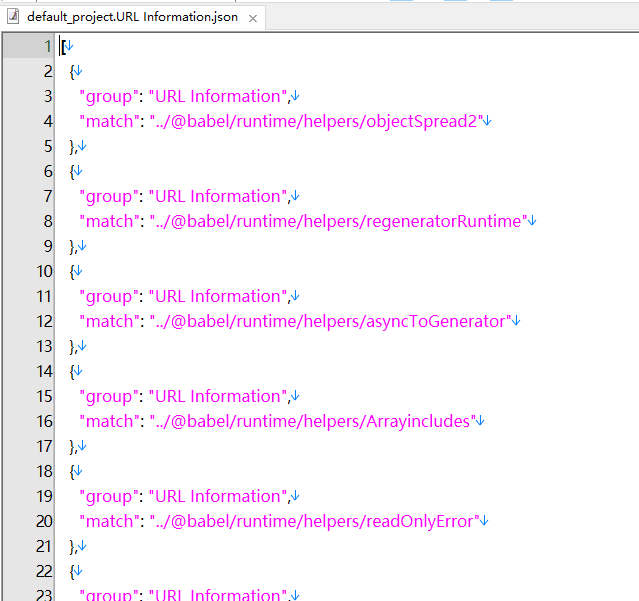 default_project.URL Information.json ×
1 [↓
2 {↓
3 "group": "URL Information",↓
4 "match": "../@babel/runtime/helpers/objectSpread2"↓
5 },↓
6 {↓
7 "group": "URL Information",↓
8 "match": "../@babel/runtime/helpers/regeneratorRuntime"↓
9 },↓
10 {↓
11 "group": "URL Information",↓
12 "match": "../@babel/runtime/helpers/asyncToGenerator"↓
13 },↓
14 {↓
15 "group": "URL Information",↓
16 "match": "../@babel/runtime/helpers/Arrayincludes"↓
17 },↓
18 {↓
19 "group": "URL Information",↓
20 "match": "../@babel/runtime/helpers/readOnlyError"↓
21 },↓
22 {↓
23 "group": "URL Information",↓